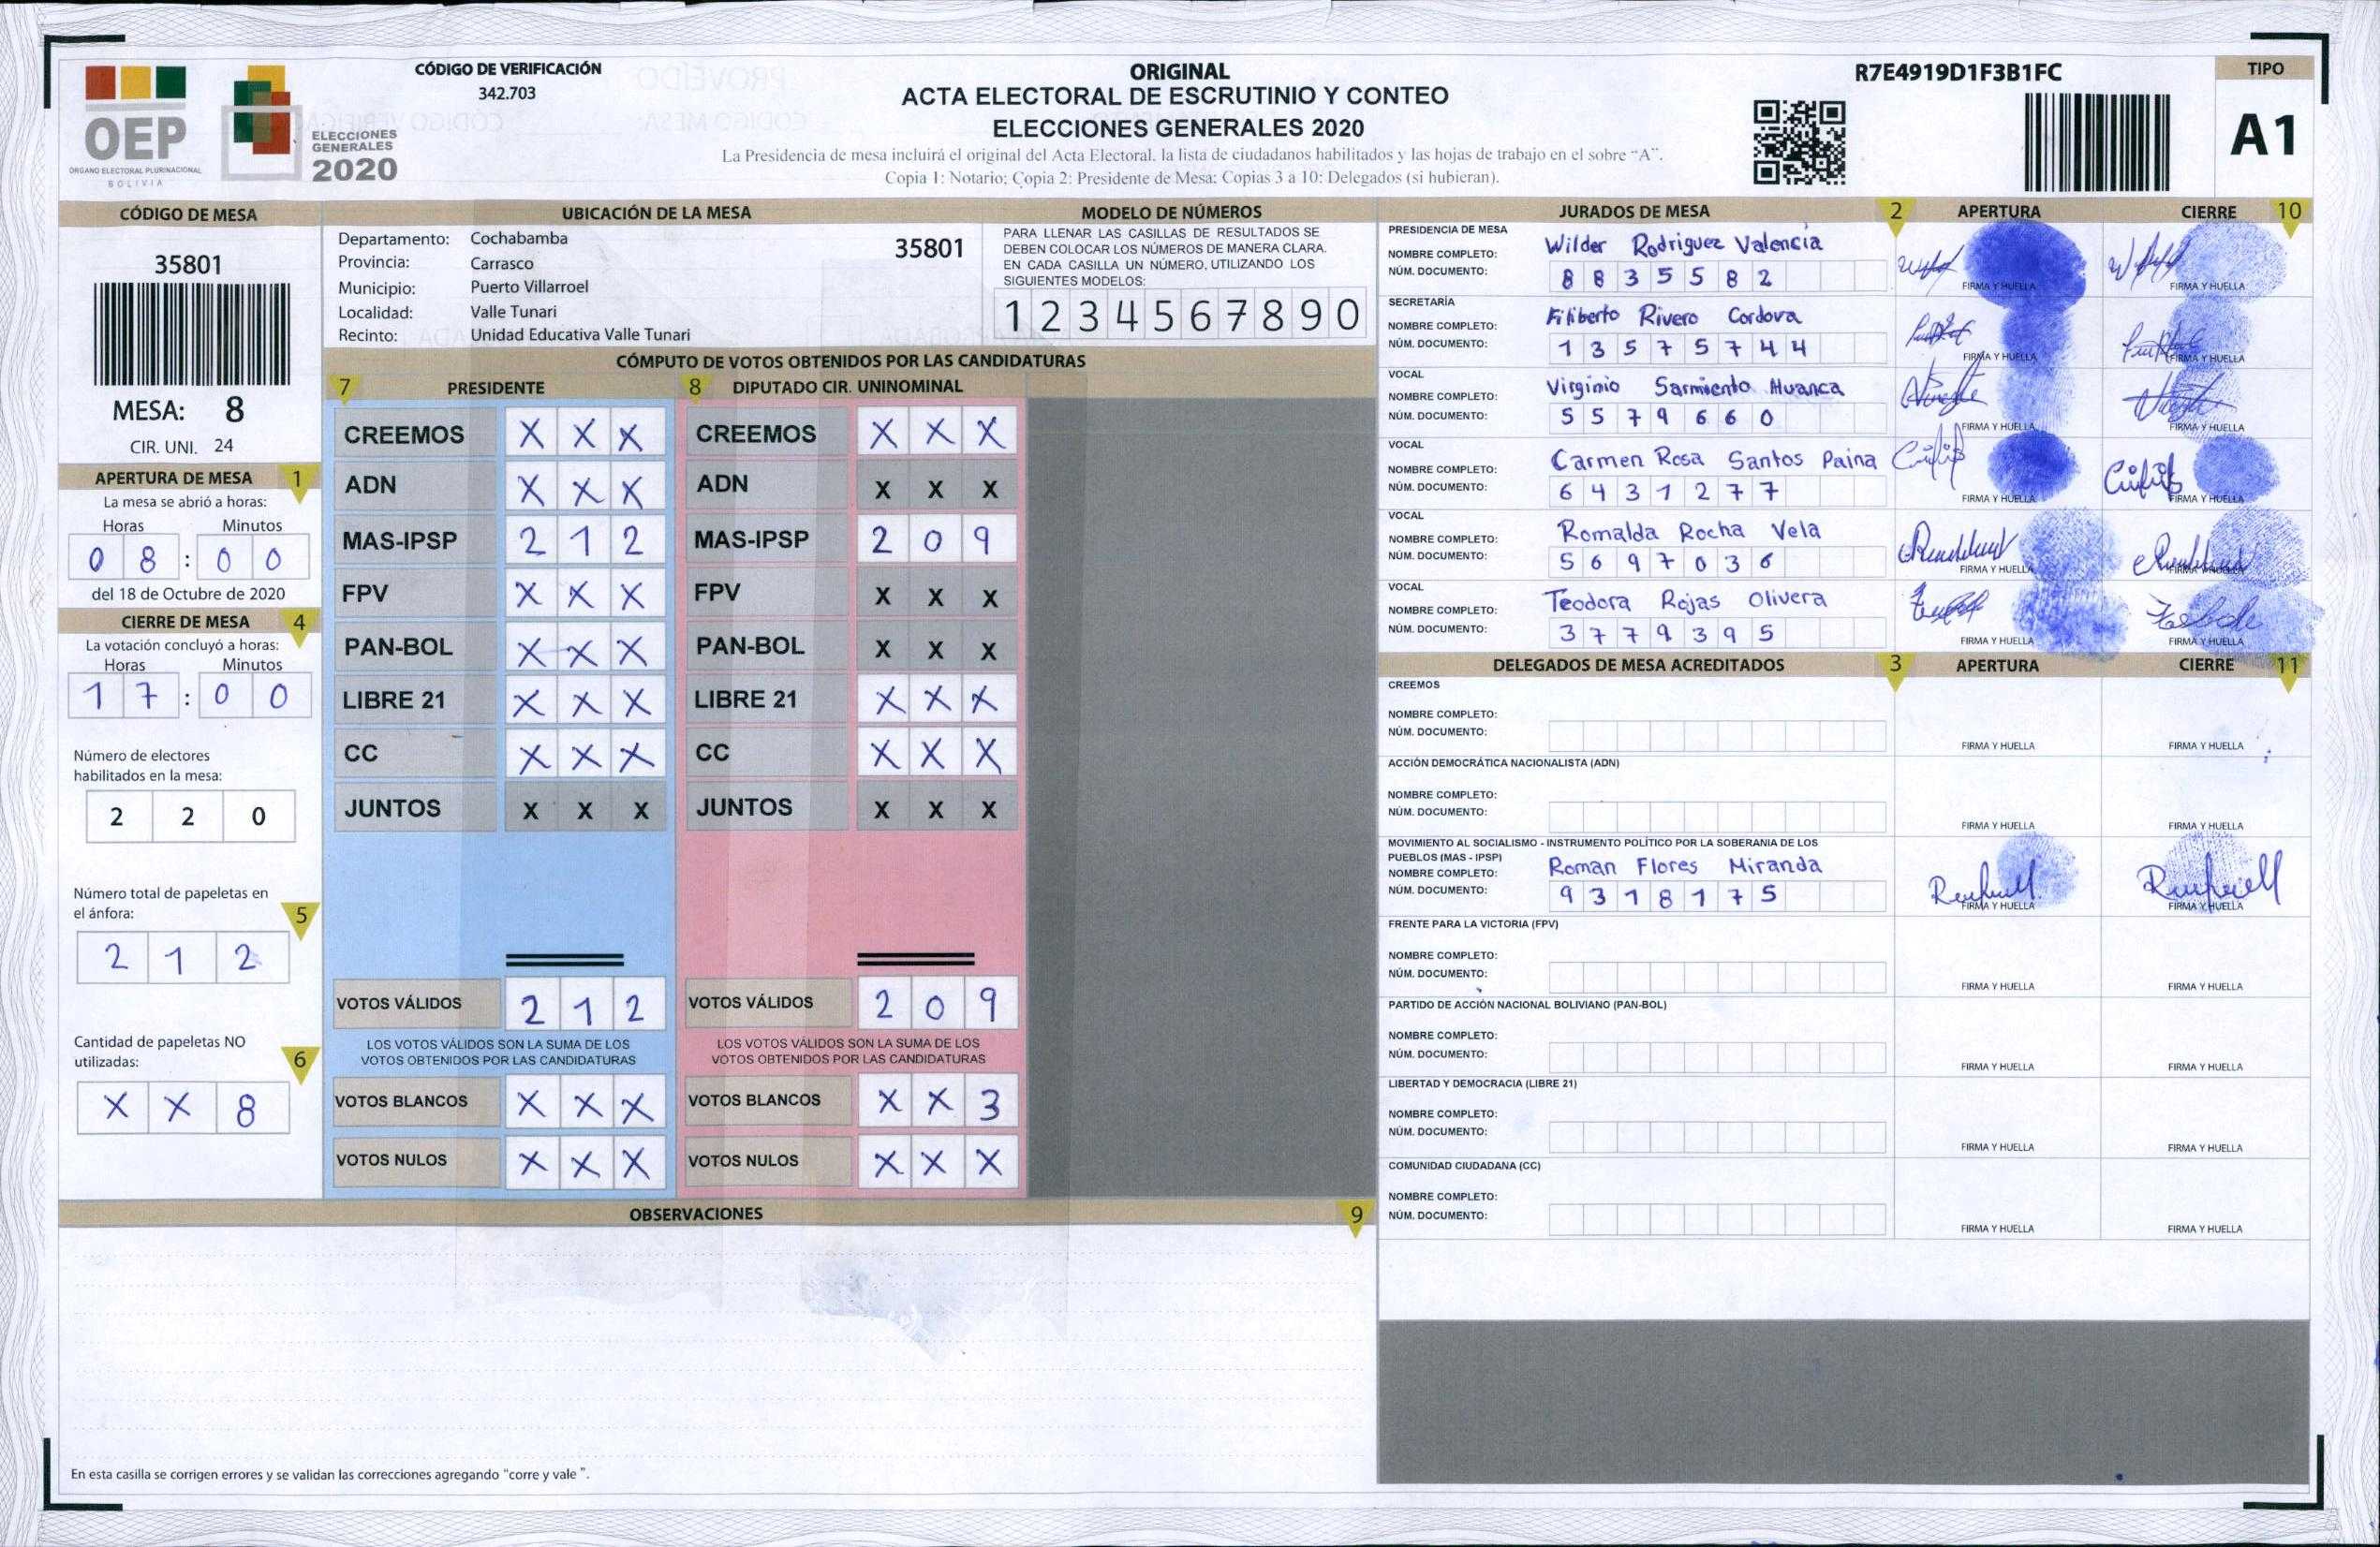 OEP
ÓRGANO ELECTORAL PLURINACIONAL
BOLIVIA
ELECCIONES
GENERALES
2020
CÓDIGO DE VERIFICACIÓN
342.703
ORIGINAL
ACTA ELECTORAL DE ESCRUTINIO Y CONTEO
ELECCIONES GENERALES 2020
La Presidencia de mesa incluirá el original del Acta Electoral, la lista de ciudadanos habilitados y las hojas de trabajo en el sobre "A".
Copia 1: Notario; Copia 2: Presidente de Mesa; Copias 3 a 10: Delegados (si hubieran).
R7E4919D1F3B1FC
TIPO
A1
CÓDIGO DE MESA
35801
MESA: 8
CIR. UNI. 24
APERTURA DE MESA 1
La mesa se abrió a horas:
Horas Minutos
0 8 : 0 0
del 18 de Octubre de 2020
CIERRE DE MESA 4
La votación concluyó a horas:
Horas Minutos
1 7 : 0 0
Número de electores
habilitados en la mesa:
2 2 0
Número total de papeletas en
el ánfora: 5
2 1 2
Cantidad de papeletas NO
utilizadas: 6
X X 8
UBICACIÓN DE LA MESA
Departamento: Cochabamba
35801
Provincia: Carrasco
Municipio: Puerto Villarroel
Localidad: Valle Tunari
Recinto: Unidad Educativa Valle Tunari
MODELO DE NÚMEROS
PARA LLENAR LAS CASILLAS DE RESULTADOS SE
DEBEN COLOCAR LOS NÚMEROS DE MANERA CLARA.
EN CADA CASILLA UN NÚMERO, UTILIZANDO LOS
SIGUIENTES MODELOS:
1 2 3 4 5 6 7 8 9 0
CÓMPUTO DE VOTOS OBTENIDOS POR LAS CANDIDATURAS
7 PRESIDENTE
CREEMOS X X X
ADN X X X
MAS-IPSP 2 1 2
FPV X X X
PAN-BOL X X X
LIBRE 21 X X X
CC X X X
JUNTOS X X X
VOTOS VÁLIDOS 2 1 2
LOS VOTOS VÁLIDOS SON LA SUMA DE LOS
VOTOS OBTENIDOS POR LAS CANDIDATURAS
VOTOS BLANCOS X X X
VOTOS NULOS X X X
8 DIPUTADO CIR. UNINOMINAL
CREEMOS X X X
ADN X X X
MAS-IPSP 2 0 9
FPV X X X
PAN-BOL X X X
LIBRE 21 X X X
CC X X X
JUNTOS X X X
VOTOS VÁLIDOS 2 0 9
LOS VOTOS VÁLIDOS SON LA SUMA DE LOS
VOTOS OBTENIDOS POR LAS CANDIDATURAS
VOTOS BLANCOS X X 3
VOTOS NULOS X X X
OBSERVACIONES 9
En esta casilla se corrigen errores y se validan las correcciones agregando "corre y vale ".
JURADOS DE MESA 2 APERTURA CIERRE 10
PRESIDENCIA DE MESA
NOMBRE COMPLETO: Wilder Rodriguez Valencia
NÚM. DOCUMENTO: 8 8 3 5 5 8 2
FIRMA Y HUELLA FIRMA Y HUELLA
SECRETARÍA
NOMBRE COMPLETO: Filiberto Rivero Cordova
NÚM. DOCUMENTO: 1 3 5 7 5 7 4 4
FIRMA Y HUELLA FIRMA Y HUELLA
VOCAL
NOMBRE COMPLETO: Virginio Sarmiento Huanca
NÚM. DOCUMENTO: 5 5 7 9 6 6 0
FIRMA Y HUELLA FIRMA Y HUELLA
VOCAL
NOMBRE COMPLETO: Carmen Rosa Santos Paina
NÚM. DOCUMENTO: 6 4 3 1 2 7 7
FIRMA Y HUELLA FIRMA Y HUELLA
VOCAL
NOMBRE COMPLETO: Romalda Rocha Vela
NÚM. DOCUMENTO: 5 6 9 7 0 3 6
FIRMA Y HUELLA FIRMA Y HUELLA
VOCAL
NOMBRE COMPLETO: Teodora Rojas Olivera
NÚM. DOCUMENTO: 3 7 7 9 3 9 5
FIRMA Y HUELLA FIRMA Y HUELLA
DELEGADOS DE MESA ACREDITADOS 3 APERTURA CIERRE 11
CREEMOS
NOMBRE COMPLETO:
NÚM. DOCUMENTO:
FIRMA Y HUELLA FIRMA Y HUELLA
ACCIÓN DEMOCRÁTICA NACIONALISTA (ADN)
NOMBRE COMPLETO:
NÚM. DOCUMENTO:
FIRMA Y HUELLA FIRMA Y HUELLA
MOVIMIENTO AL SOCIALISMO - INSTRUMENTO POLÍTICO POR LA SOBERANIA DE LOS
PUEBLOS (MAS - IPSP)
NOMBRE COMPLETO: Roman Flores Miranda
NÚM. DOCUMENTO: 9 3 1 8 1 7 5
FIRMA Y HUELLA FIRMA Y HUELLA
FRENTE PARA LA VICTORIA (FPV)
NOMBRE COMPLETO:
NÚM. DOCUMENTO:
FIRMA Y HUELLA FIRMA Y HUELLA
PARTIDO DE ACCIÓN NACIONAL BOLIVIANO (PAN-BOL)
NOMBRE COMPLETO:
NÚM. DOCUMENTO:
FIRMA Y HUELLA FIRMA Y HUELLA
LIBERTAD Y DEMOCRACIA (LIBRE 21)
NOMBRE COMPLETO:
NÚM. DOCUMENTO:
FIRMA Y HUELLA FIRMA Y HUELLA
COMUNIDAD CIUDADANA (CC)
NOMBRE COMPLETO:
NÚM. DOCUMENTO:
FIRMA Y HUELLA FIRMA Y HUELLA